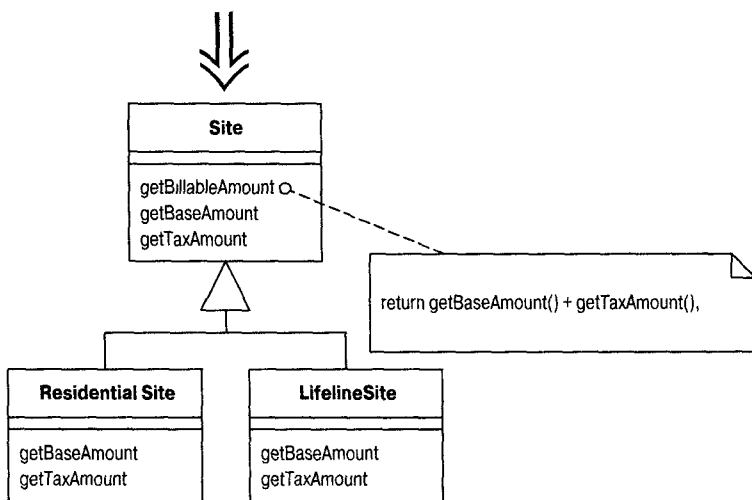 Site
getBillableAmount
getBaseAmount
getTaxAmount
return getBaseAmount() + getTaxAmount(),
Residential Site
getBaseAmount
getTaxAmount
LifelineSite
getBaseAmount
getTaxAmount